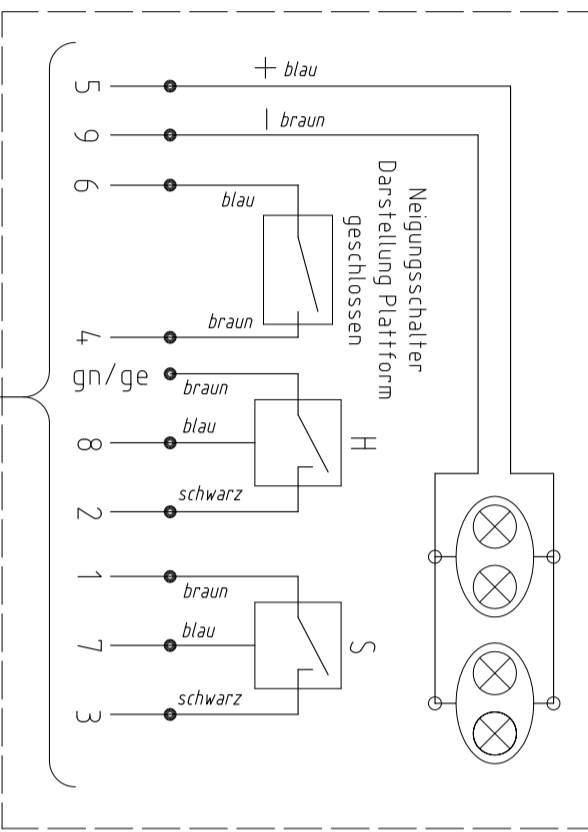 5
+ blau
9
− braun
6
blau
Neigungsschalter
Darstellung Plattform
geschlossen
4
braun
gn/ge
braun
H
8
blau
2
schwarz
1
braun
S
7
blau
3
schwarz